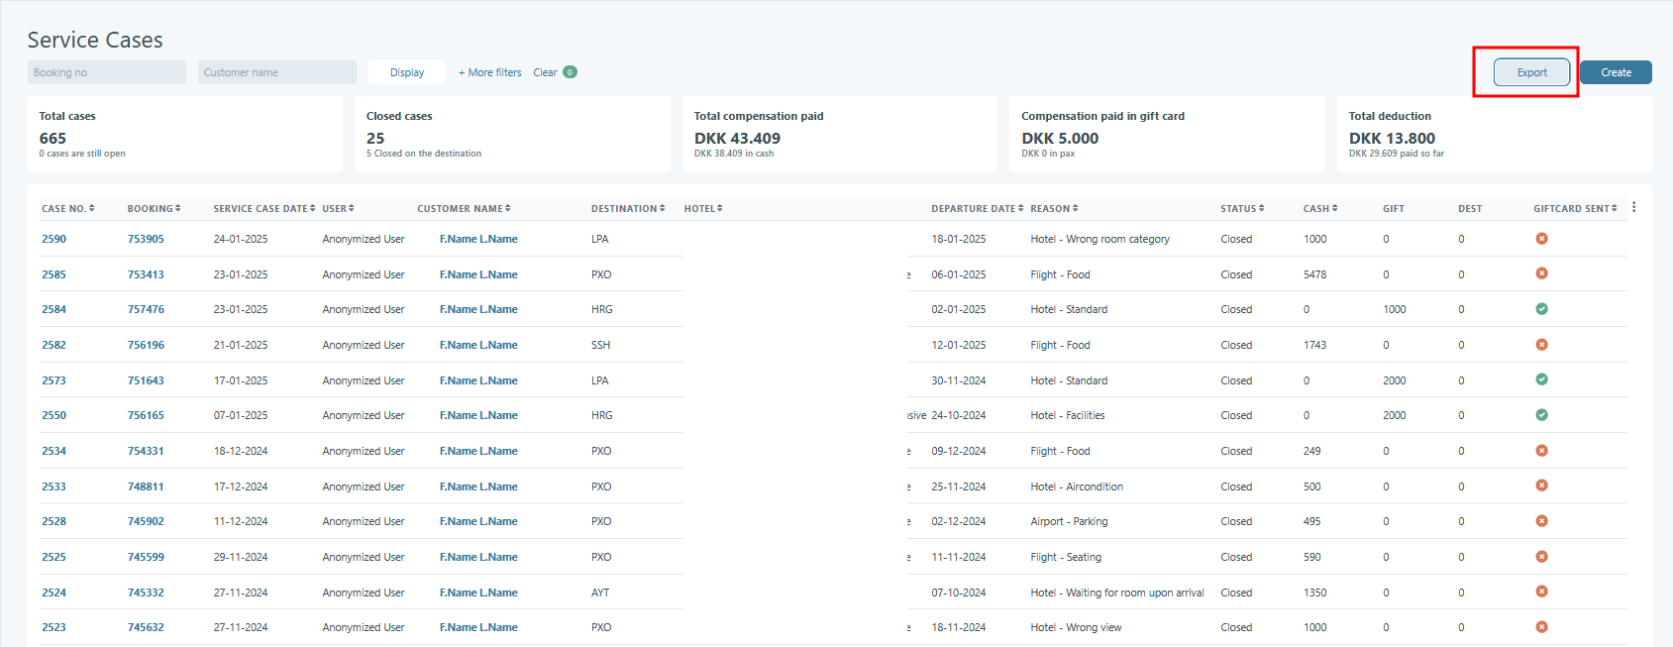 Service Cases
Booking no Customer name Display + More filters Clear 0 Export Create
Total cases Closed cases Total compensation paid Compensation paid in gift card Total deduction
665 25 DKK 43.409 DKK 5.000 DKK 13.800
0 cases are still open 5 Closed on the destination DKK 38.409 in cash DKK 0 in pax DKK 29.609 paid so far
CASE NO. BOOKING SERVICE CASE DATE USER CUSTOMER NAME DESTINATION HOTEL DEPARTURE DATE REASON STATUS CASH GIFT DEST GIFTCARD SENT
2590 753905 24-01-2025 Anonymized User F.Name L.Name LPA 18-01-2025 Hotel - Wrong room category Closed 1000 0 0
2585 753413 23-01-2025 Anonymized User F.Name L.Name PXO e 06-01-2025 Flight - Food Closed 5478 0 0
2584 757476 23-01-2025 Anonymized User F.Name L.Name HRG 02-01-2025 Hotel - Standard Closed 0 1000 0
2582 756196 21-01-2025 Anonymized User F.Name L.Name SSH 12-01-2025 Flight - Food Closed 1743 0 0
2573 751643 17-01-2025 Anonymized User F.Name L.Name LPA 30-11-2024 Hotel - Standard Closed 0 2000 0
2550 756165 07-01-2025 Anonymized User F.Name L.Name HRG sive 24-10-2024 Hotel - Facilities Closed 0 2000 0
2534 754331 18-12-2024 Anonymized User F.Name L.Name PXO e 09-12-2024 Flight - Food Closed 249 0 0
2533 748811 17-12-2024 Anonymized User F.Name L.Name PXO e 25-11-2024 Hotel - Aircondition Closed 500 0 0
2528 745902 11-12-2024 Anonymized User F.Name L.Name PXO e 02-12-2024 Airport - Parking Closed 495 0 0
2525 745599 29-11-2024 Anonymized User F.Name L.Name PXO e 11-11-2024 Flight - Seating Closed 590 0 0
2524 745332 27-11-2024 Anonymized User F.Name L.Name AYT 07-10-2024 Hotel - Waiting for room upon arrival Closed 1350 0 0
2523 745632 27-11-2024 Anonymized User F.Name L.Name PXO e 18-11-2024 Hotel - Wrong view Closed 1000 0 0